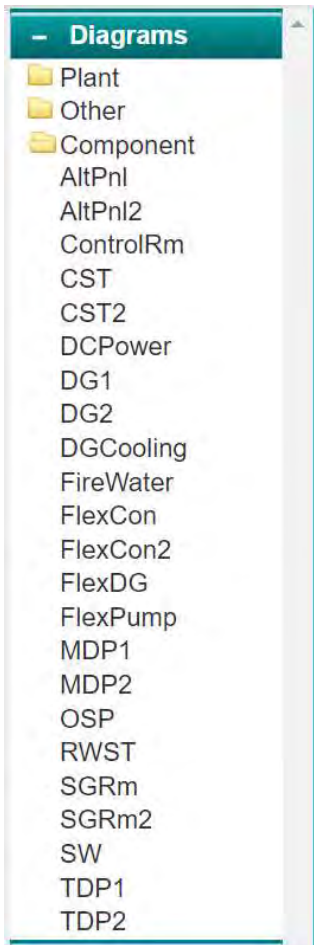 – Diagrams
Plant
Other
Component
AltPnl
AltPnl2
ControlRm
CST
CST2
DCPower
DG1
DG2
DGCooling
FireWater
FlexCon
FlexCon2
FlexDG
FlexPump
MDP1
MDP2
OSP
RWST
SGRm
SGRm2
SW
TDP1
TDP2